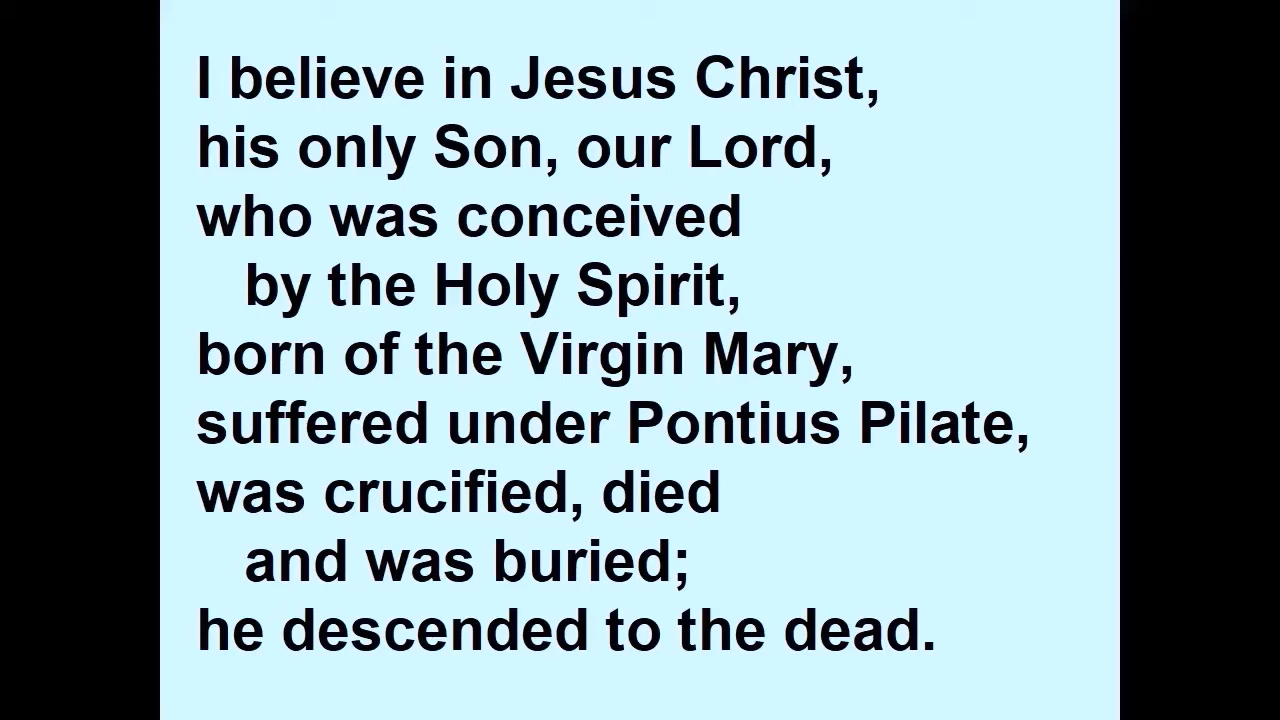 I believe in Jesus Christ,
his only Son, our Lord,
who was conceived
by the Holy Spirit,
born of the Virgin Mary,
suffered under Pontius Pilate,
was crucified, died
and was buried;
he descended to the dead.